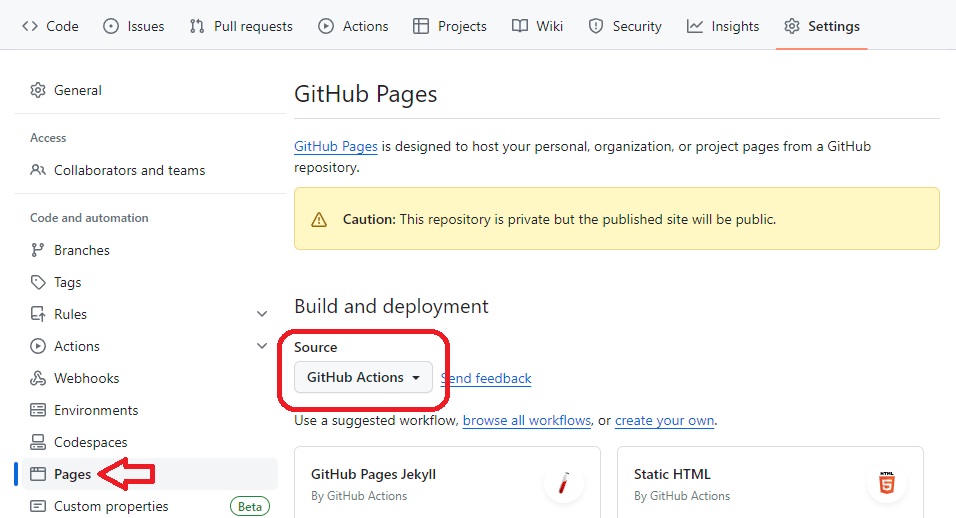 Code
Issues
Pull requests
Actions
Projects
Wiki
Security
Insights
Settings
General
Access
Collaborators and teams
Code and automation
Branches
Tags
Rules
Actions
Webhooks
Environments
Codespaces
Pages
Custom properties
Beta
GitHub Pages
GitHub Pages is designed to host your personal, organization, or project pages from a GitHub
repository.
Caution: This repository is private but the published site will be public.
Build and deployment
Source
GitHub Actions
Send feedback
Use a suggested workflow, browse all workflows, or create your own.
GitHub Pages Jekyll
By GitHub Actions
Static HTML
By GitHub Actions
HTML
5